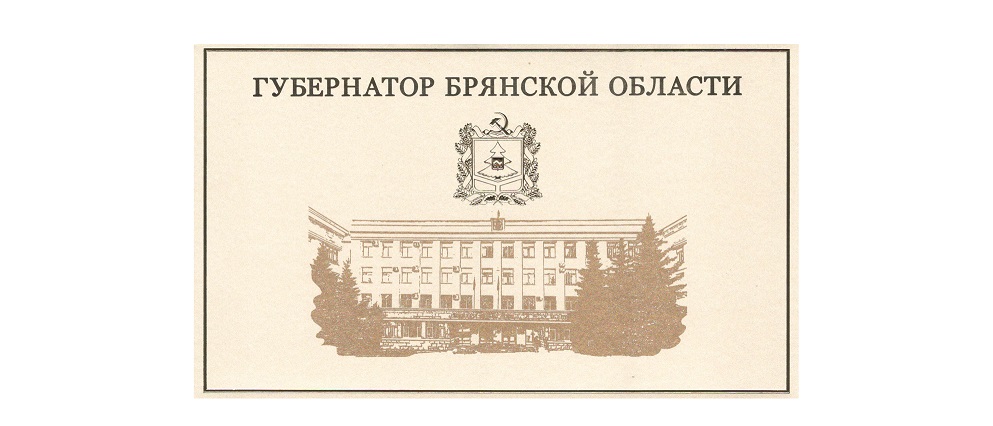 ГУБЕРНАТОР БРЯНСКОЙ ОБЛАСТИ